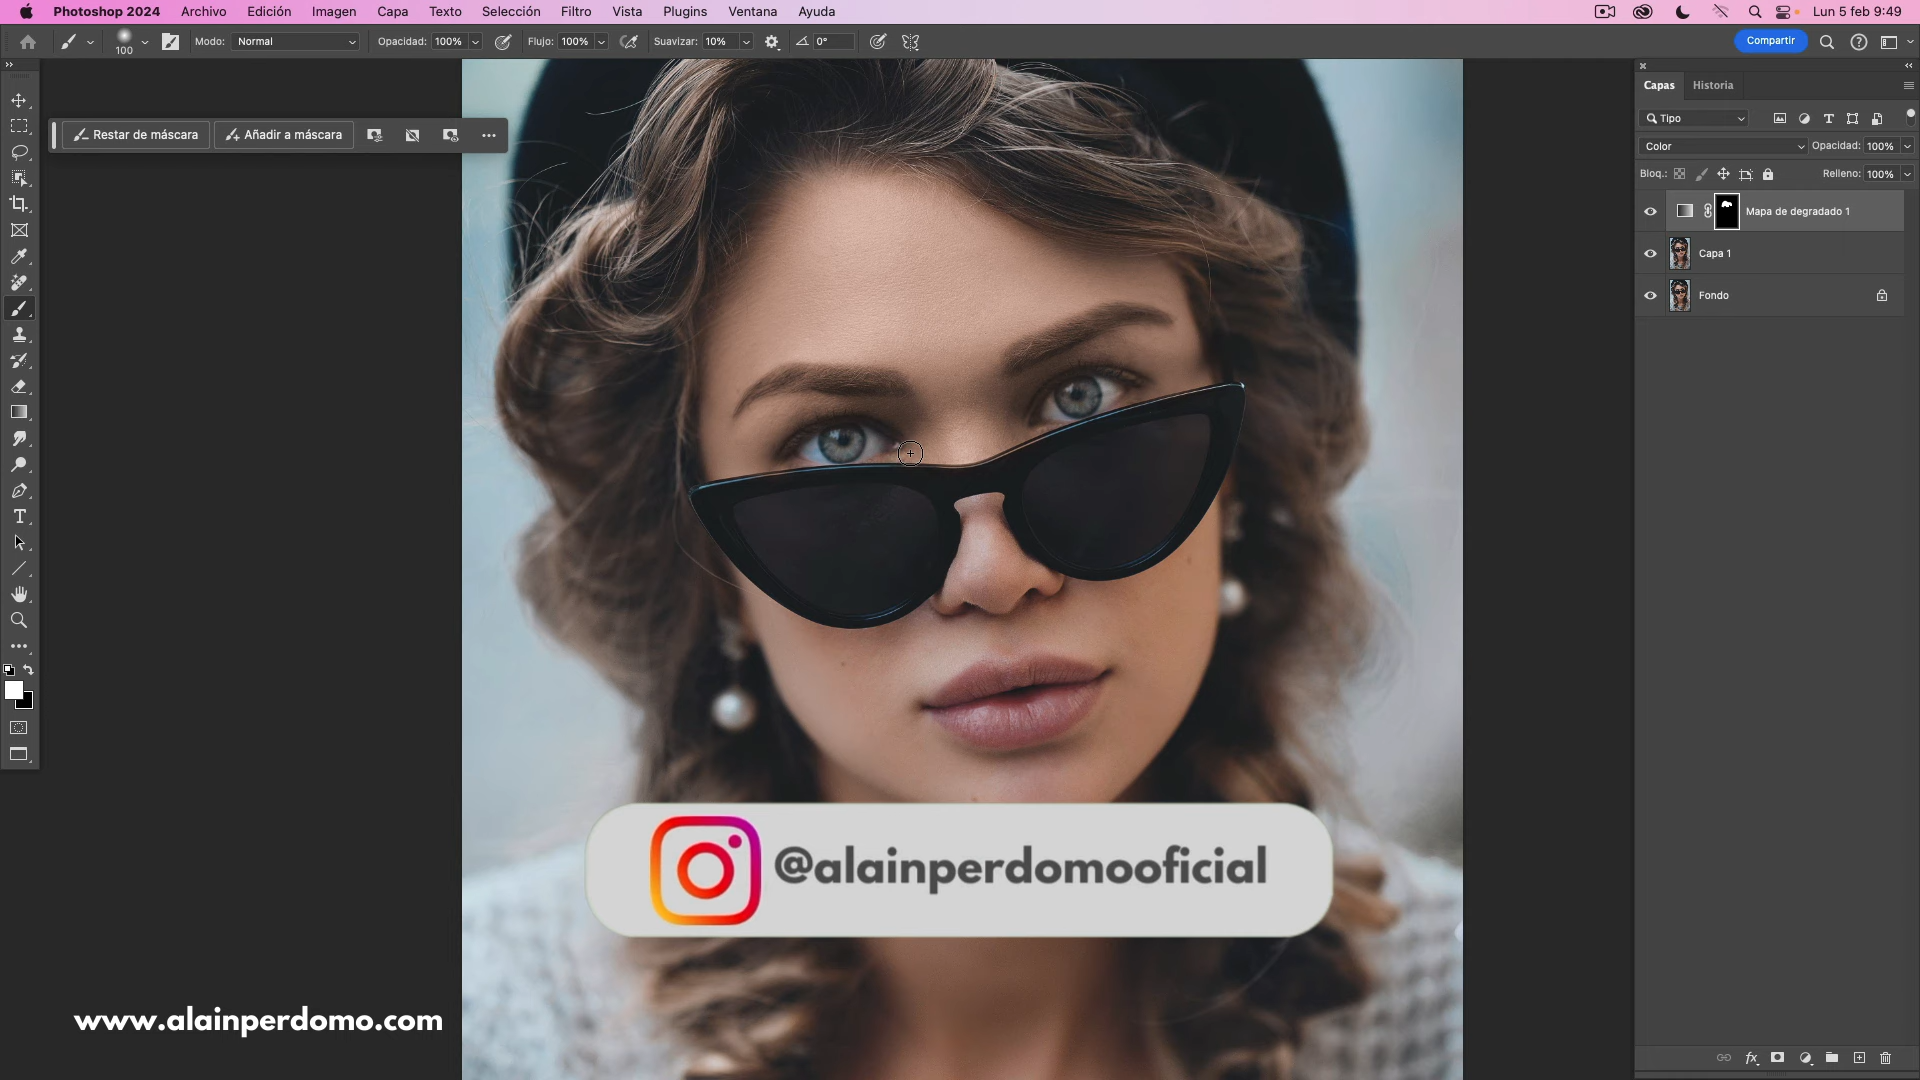 Photoshop 2024 Archivo Edición Imagen Capa Texto Selección Filtro Vista Plugins Ventana Ayuda Lun 5 feb 9:49
100 Modo: Normal Opacidad: 100% Flujo: 100% Suavizar: 10% 0° Compartir
Capas Historia
Restar de máscara Añadir a máscara
Tipo
Color Opacidad: 100%
Bloq.: Relleno: 100%
Mapa de degradado 1
Capa 1
Fondo
@alainperdomooficial
www.alainperdomo.com